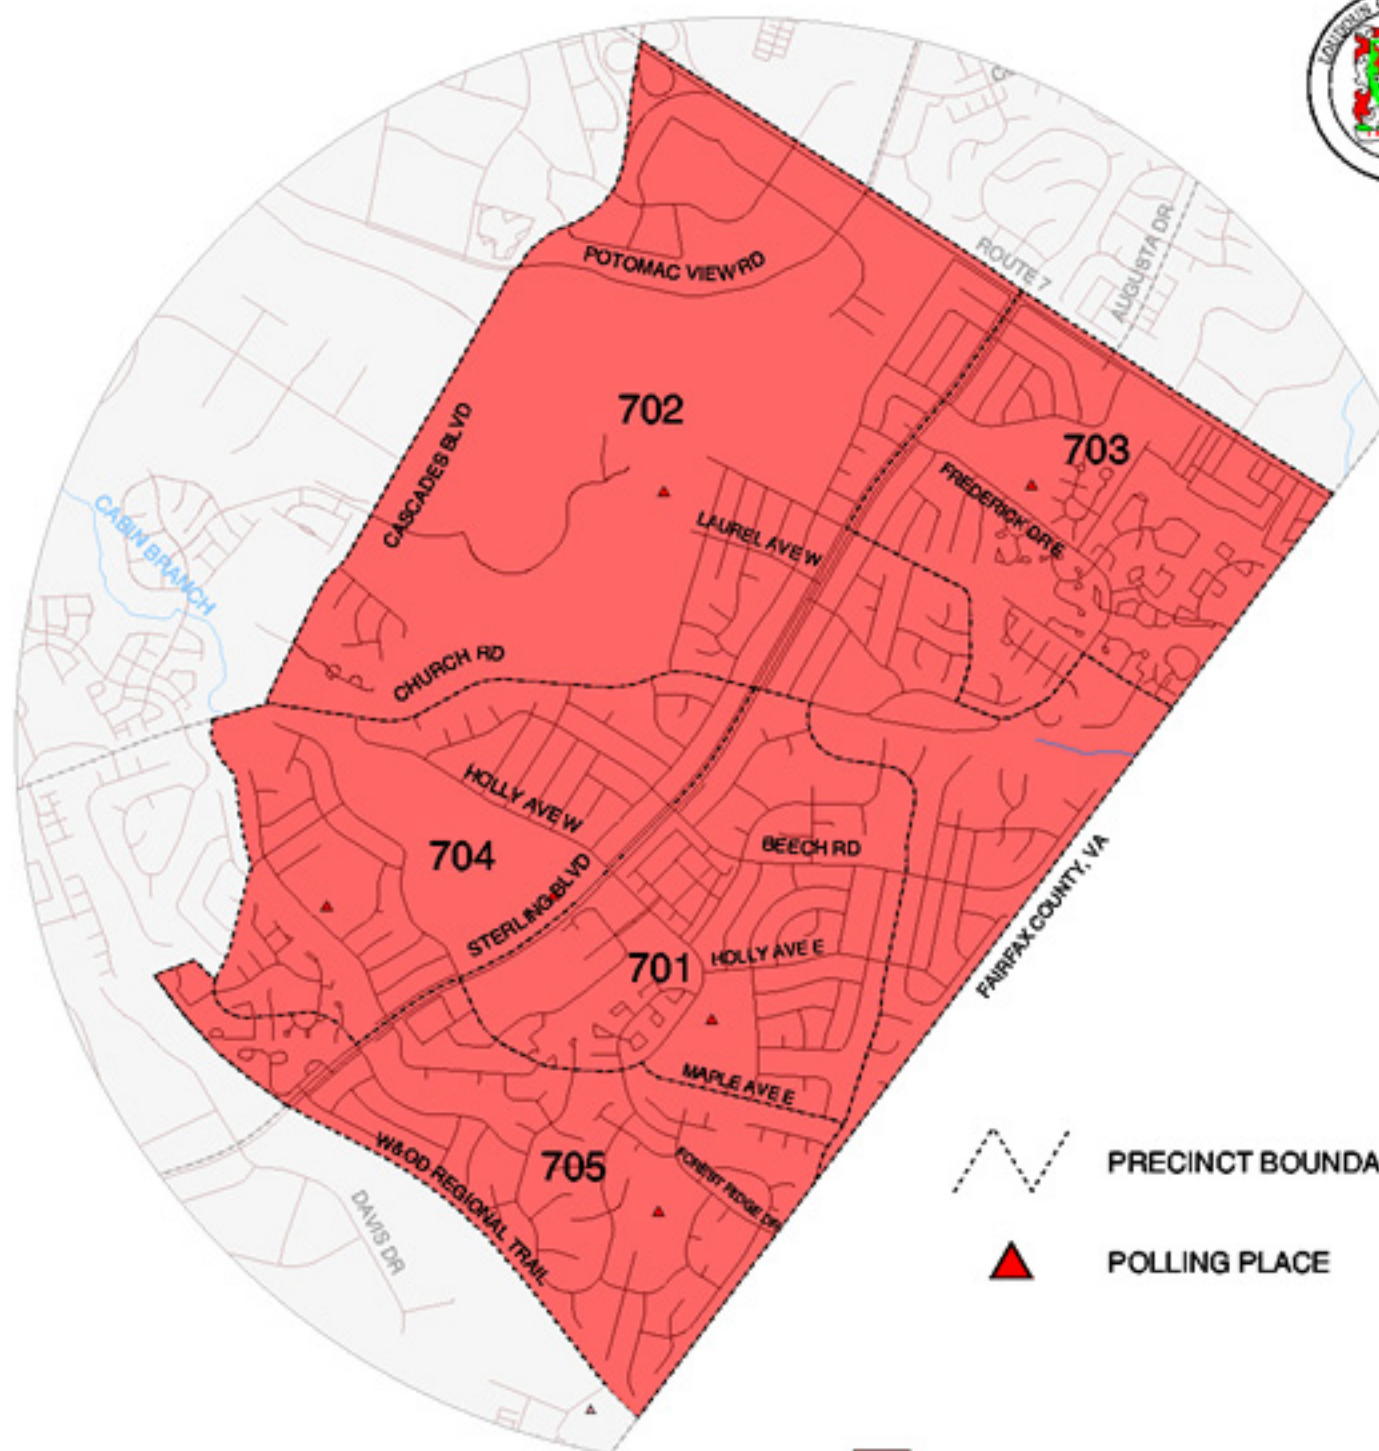 LOUDOUN
ROUTE 7
AUGUSTA DR
POTOMAC VIEW RD
702
703
CASCADES BLVD
FREDERICK DR E
LAUREL AVE W
CABIN BRANCH
CHURCH RD
HOLLY AVE W
704
BEECH RD
STERLING BLVD
701
HOLLY AVE E
FAIRFAX COUNTY, VA
MAPLE AVE E
705
FOREST RIDGE DR
W&OD REGIONAL TRAIL
DAVIS DR
PRECINCT BOUNDA
POLLING PLACE